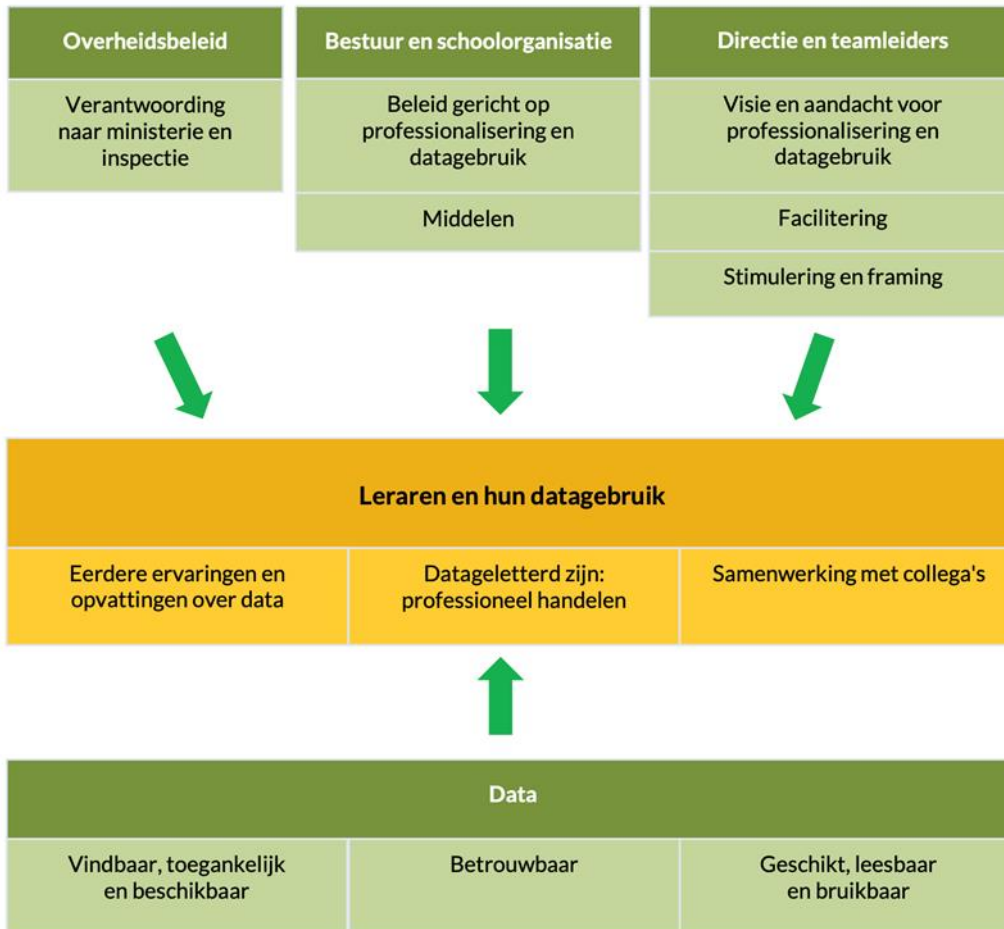 Overheidsbeleid
Verantwoording
naar ministerie en
inspectie
Bestuur en schoolorganisatie
Beleid gericht op
professionalisering en
datagebruik
Middelen
Directie en teamleiders
Visie en aandacht voor
professionalisering en
datagebruik
Facilitering
Stimulering en framing
Leraren en hun datagebruik
Eerdere ervaringen en
opvattingen over data
Datageletterd zijn:
professioneel handelen
Samenwerking met collega's
Data
Vindbaar, toegankelijk
en beschikbaar
Betrouwbaar
Geschikt, leesbaar
en bruikbaar